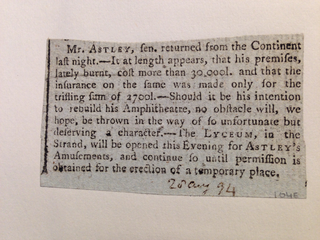 Mr. ASTLEY, sen. returned from the Continent
last night.—It at length appears, that his premises,
lately burnt, cost more than 30,000l. and that the
insurance on the same was made only for the
trifling sum of 2700l.—Should it be his intention
to rebuild his Amphitheatre, no obstacle will, we
hope, be thrown in the way of so unfortunate but
deserving a character.—The LYCEUM, in the
Strand, will be opened this Evening for ASTLEY's
Amusements, and continue so until permission is
obtained for the erection of a temporary place.